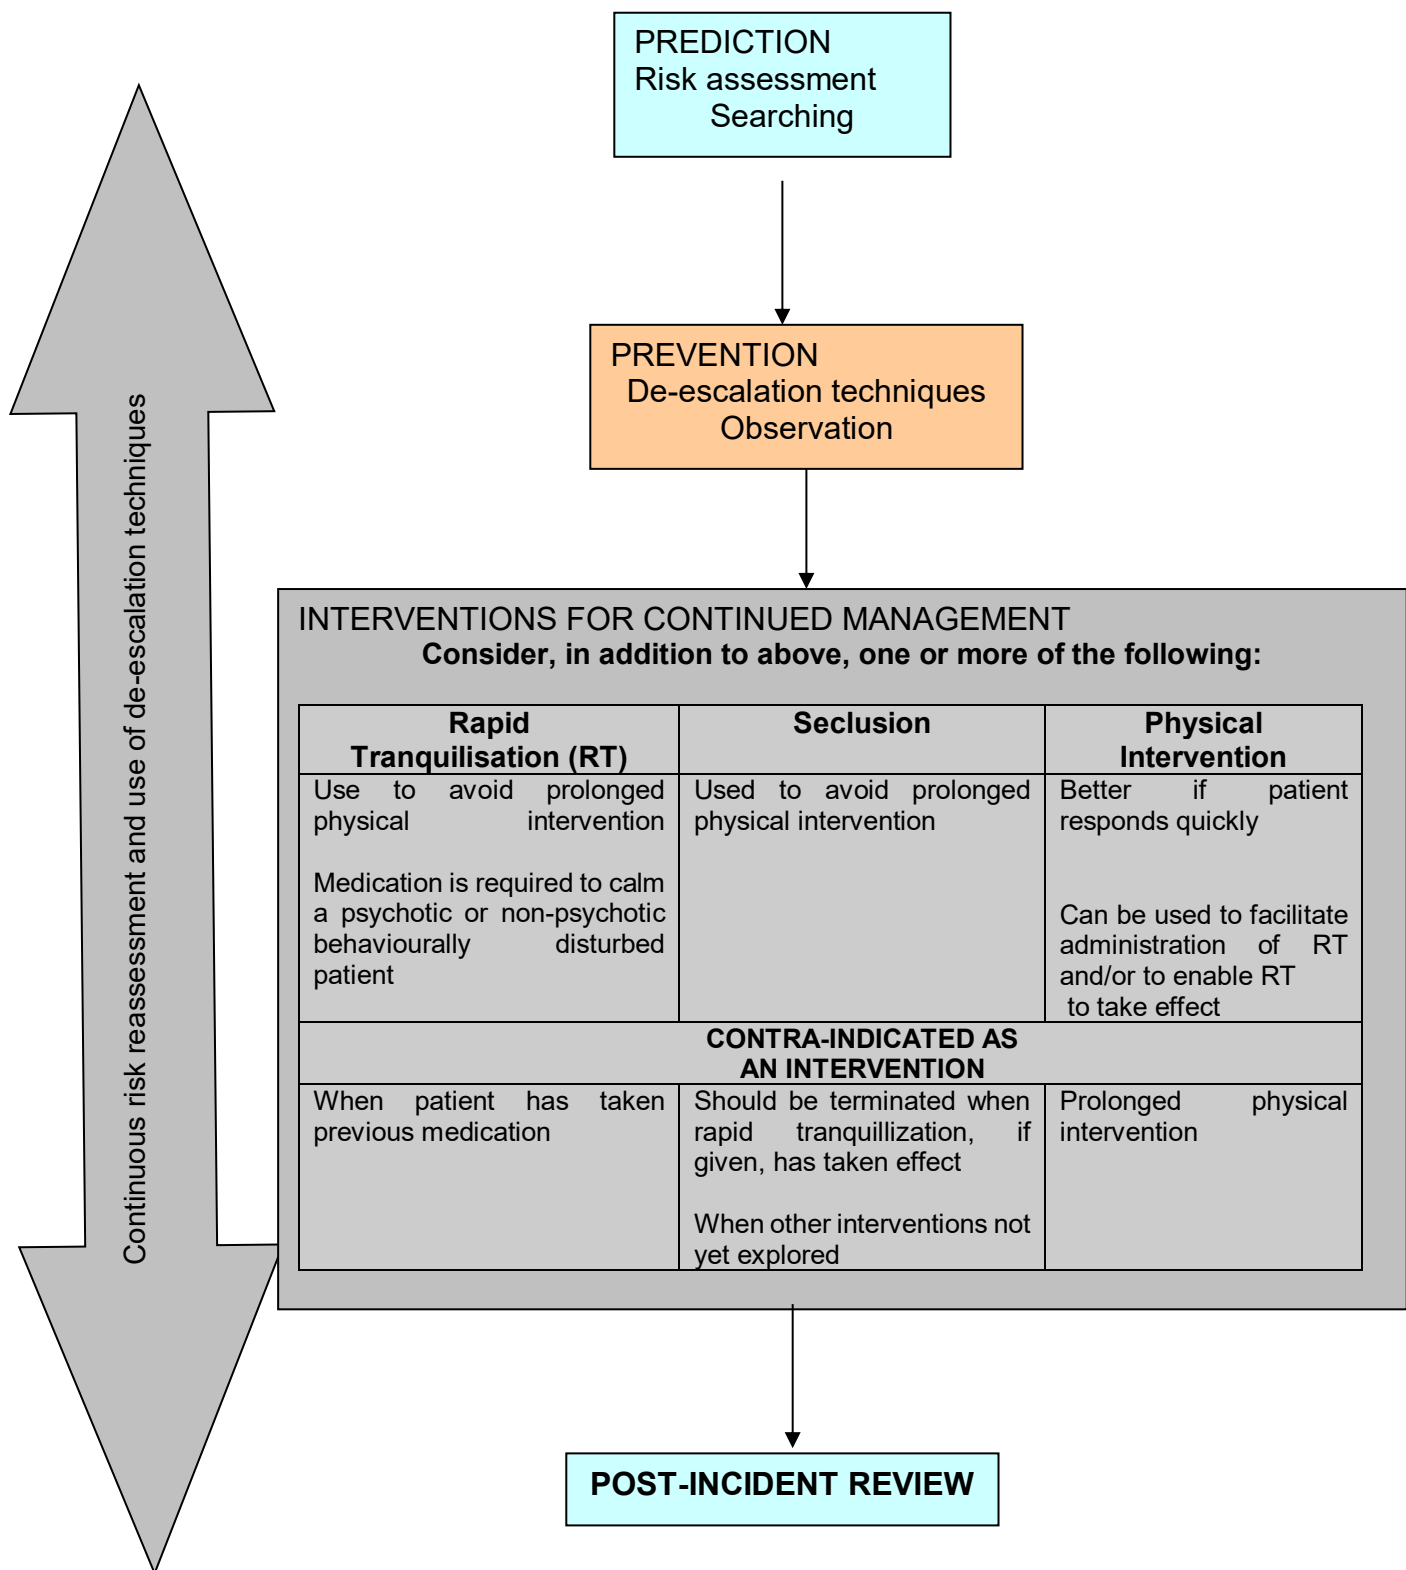 PREDICTION
Risk assessment
Searching
PREVENTION
De-escalation techniques
Observation
Continuous risk reassessment and use of de-escalation techniques
INTERVENTIONS FOR CONTINUED MANAGEMENT
Consider, in addition to above, one or more of the following:
Rapid
Tranquilisation (RT)
Seclusion
Physical
Intervention
Use to avoid prolonged
physical intervention
Medication is required to calm
a psychotic or non-psychotic
behaviourally disturbed
patient
Used to avoid prolonged
physical intervention
Better if patient
responds quickly
Can be used to facilitate
administration of RT
and/or to enable RT
to take effect
CONTRA-INDICATED AS
AN INTERVENTION
When patient has taken
previous medication
Should be terminated when
rapid tranquillization, if
given, has taken effect
When other interventions not
yet explored
Prolonged physical
intervention
POST-INCIDENT REVIEW